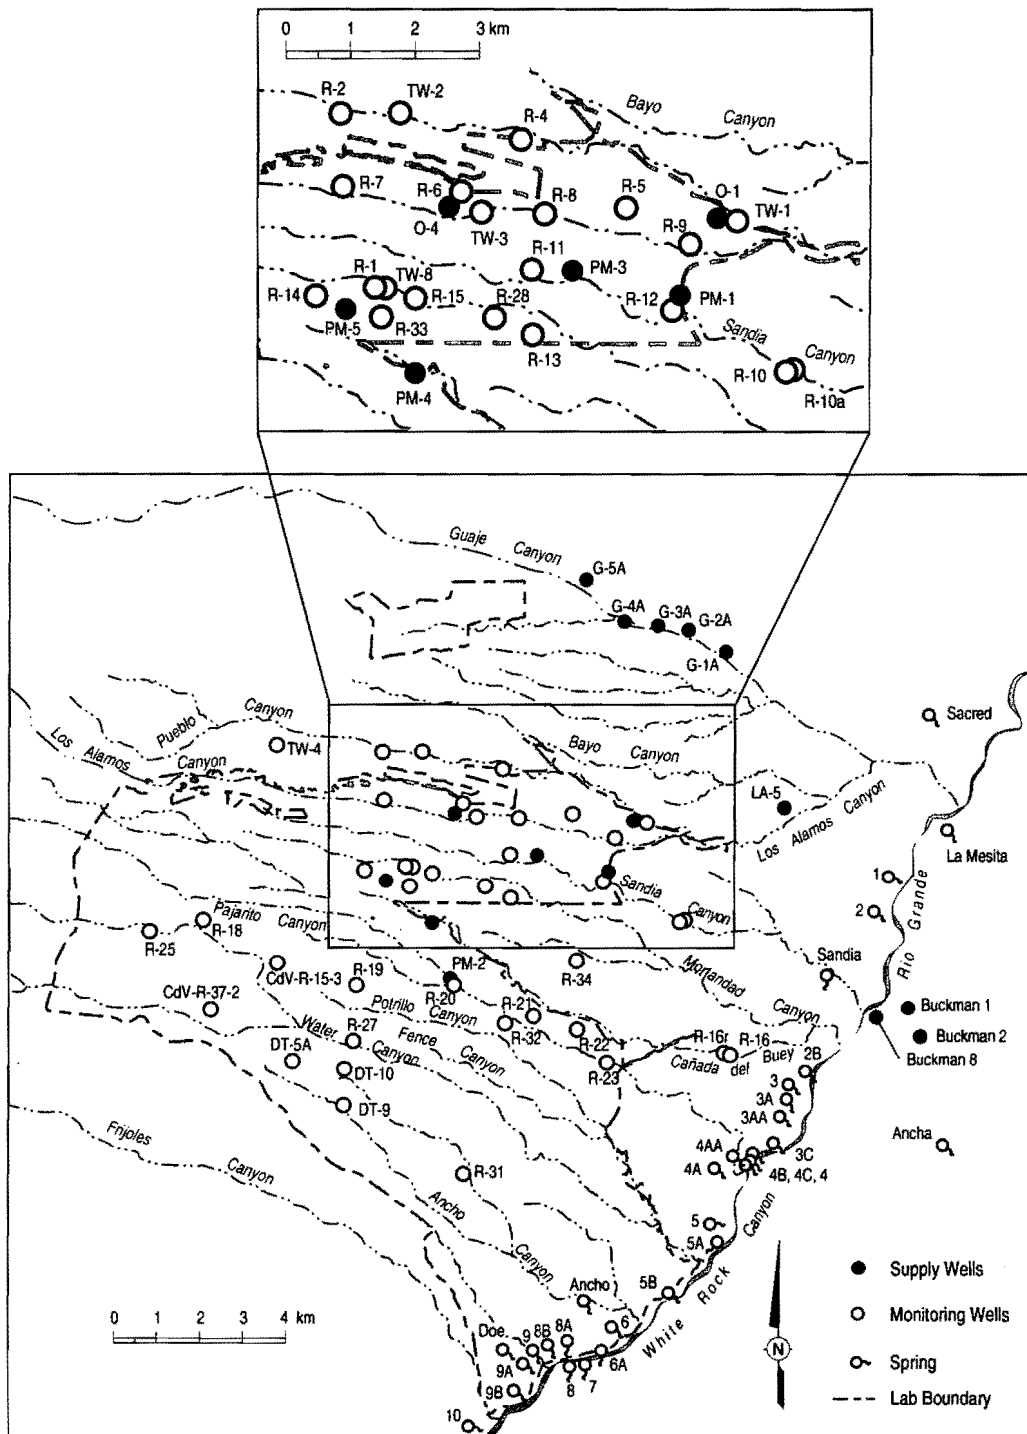 0 1 2 3 km
R-2
TW-2
R-4
Bayo
Canyon
R-7
R-6
O-4
TW-3
R-8
R-5
O-1
TW-1
R-9
R-11
PM-3
R-1
TW-8
R-14
R-15
R-28
R-12
PM-1
PM-5
R-33
R-13
Sandia
Canyon
PM-4
R-10
R-10a
Guaje
Canyon
G-5A
G-4A
G-3A
G-2A
G-1A
Sacred
Pueblo
Canyon
TW-4
Los Alamos
Canyon
Bayo
Canyon
LA-5
Los Alamos Canyon
La Mesita
1
2
Rio Grande
Sandia
Canyon
Pajarito
Canyon
R-18
R-25
Mortandad
Canyon
Sandia
CdV-R-15-3
R-19
PM-2
R-20
R-34
CdV-R-37-2
Potrillo
Canyon
R-21
R-32
R-22
Buckman 1
Buckman 2
Buckman 8
R-27
Water
Canyon
Fence
Canyon
R-16r
R-16
Cañada del Buey
R-23
2B
DT-5A
DT-10
DT-9
3
3A
3AA
Ancha
Frijoles
Canyon
4AA
3C
4A
4B, 4C, 4
R-31
Ancho
Canyon
5
5A
White Rock Canyon
Ancho
5B
0 1 2 3 4 km
Doe
9
8B
8A
6
9A
6A
8
7
9B
10
N
Supply Wells
Monitoring Wells
Spring
Lab Boundary